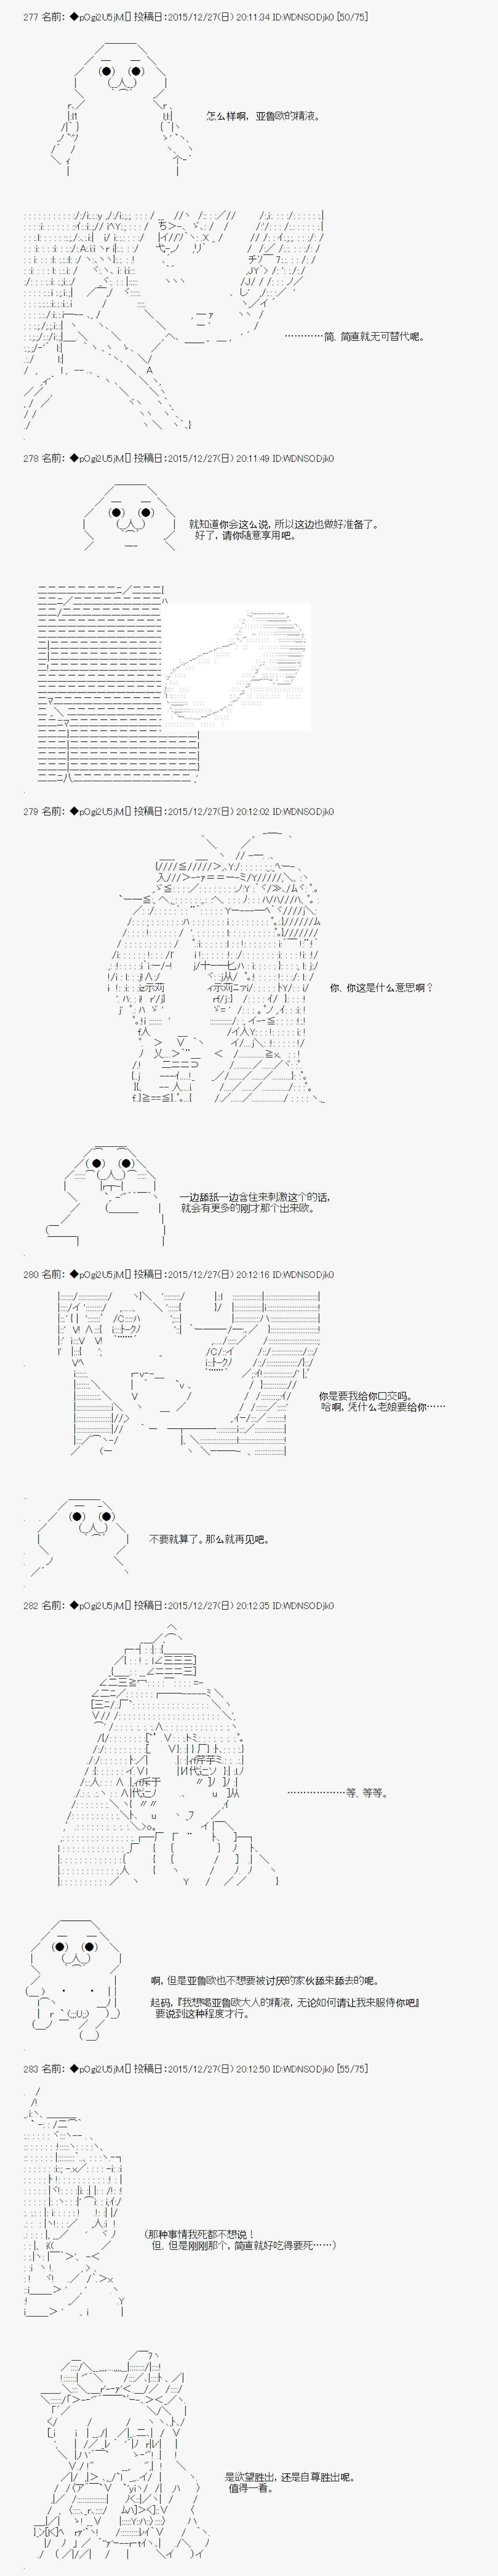 277 名前：◆pOgi2U5jM[] 投稿日：2015/12/27(日) 20:11:34 ID:WDNSODjk0 [50/75]
怎么样啊，亚鲁欧的精液。
…………简、简直就无可替代呢。
278 名前：◆pOgi2U5jM[] 投稿日：2015/12/27(日) 20:11:49 ID:WDNSODjk0
就知道你会这么说，所以这边也做好准备了。
好了，请你随意享用吧。
279 名前：◆pOgi2U5jM[] 投稿日：2015/12/27(日) 20:12:02 ID:WDNSODjk0
你、你这是什么意思啊？
一边舔舐一边含住来刺激这个的话，
就会有更多的刚才那个出来欧。
280 名前：◆pOgi2U5jM[] 投稿日：2015/12/27(日) 20:12:16 ID:WDNSODjk0
你是要我给你口交吗。
哈啊，凭什么老娘要给你……
不要就算了。那么就再见吧。
282 名前：◆pOgi2U5jM[] 投稿日：2015/12/27(日) 20:12:35 ID:WDNSODjk0
………………等、等等。
啊，但是亚鲁欧也不想要被讨厌的家伙舔来舔去的呢。
起码，『我想喝亚鲁欧大人的精液，无论如何请让我来服侍你吧』
要说到这种程度才行。
283 名前：◆pOgi2U5jM[] 投稿日：2015/12/27(日) 20:12:50 ID:WDNSODjk0 [55/75]
（那种事情我死都不想说！
但、但是刚刚那个，简直就好吃得要死……）
是欲望胜出，还是自尊胜出呢。
值得一看。